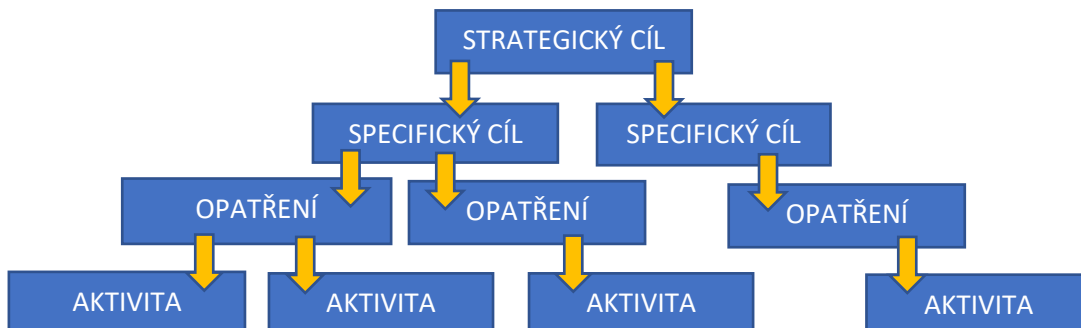 STRATEGICKÝ CÍL
SPECIFICKÝ CÍL
SPECIFICKÝ CÍL
OPATŘENÍ
OPATŘENÍ
OPATŘENÍ
AKTIVITA
AKTIVITA
AKTIVITA
AKTIVITA